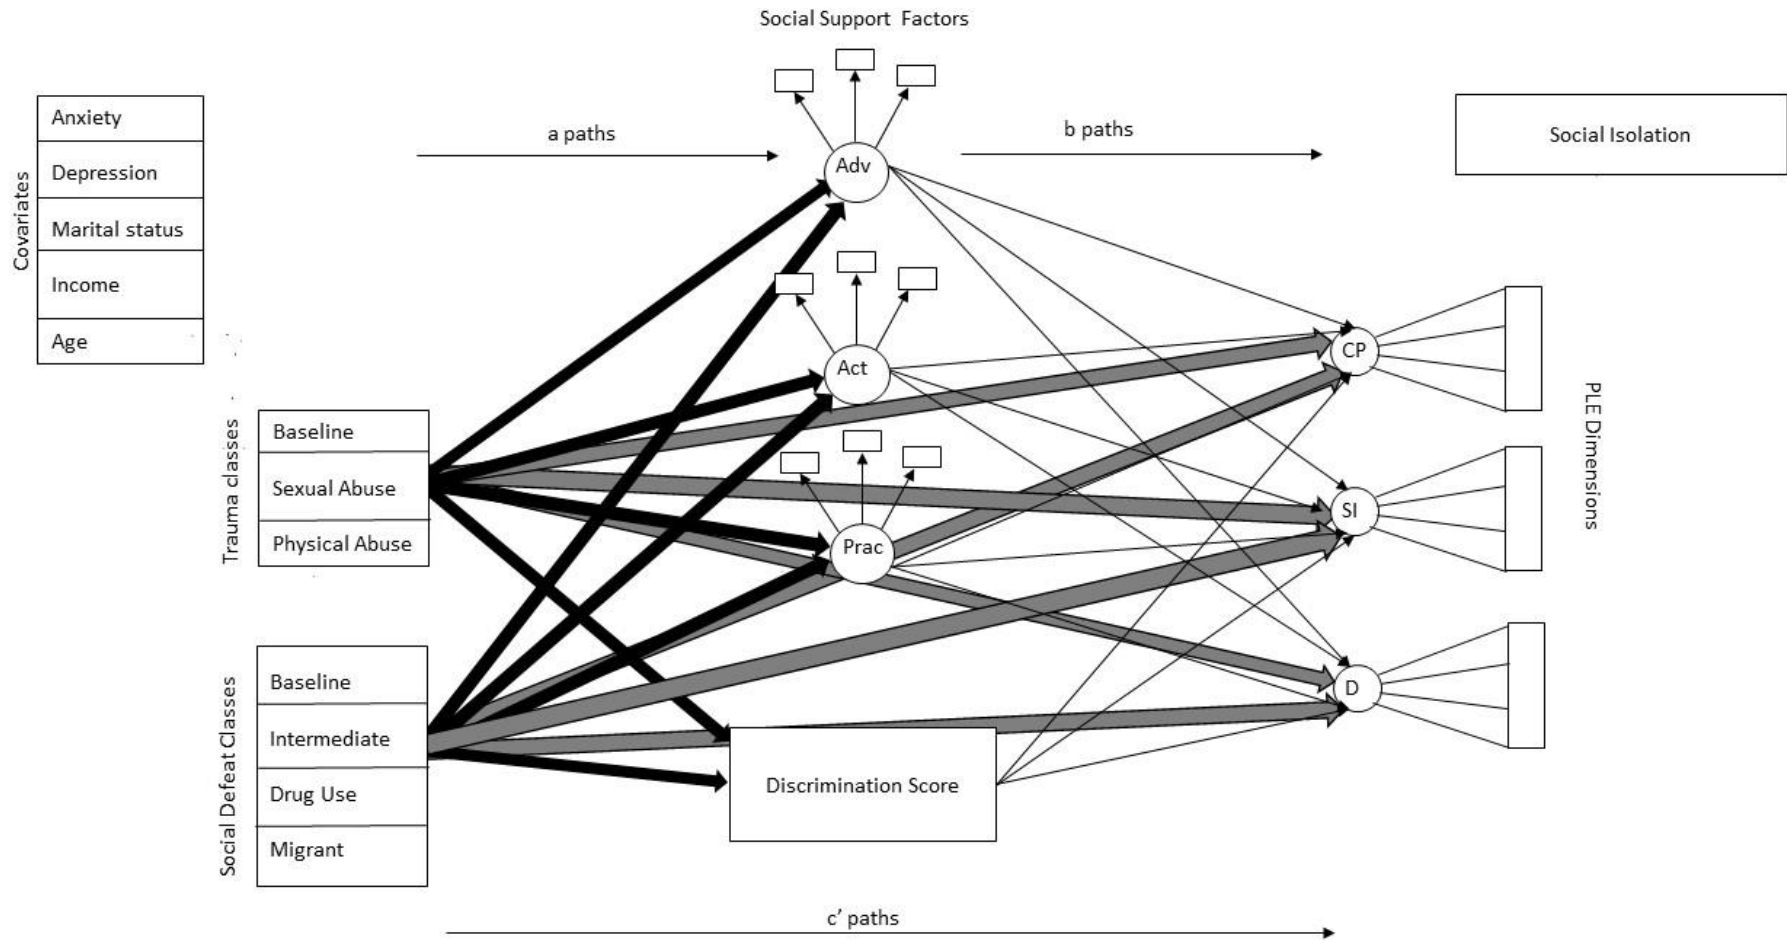 Social Support Factors
a paths
b paths
Social Isolation
Covariates
Anxiety
Depression
Marital status
Income
Age
Adv
Act
Prac
CP
SI
D
PLE Dimensions
Trauma classes
Baseline
Sexual Abuse
Physical Abuse
Social Defeat Classes
Baseline
Intermediate
Drug Use
Migrant
Discrimination Score
c’ paths